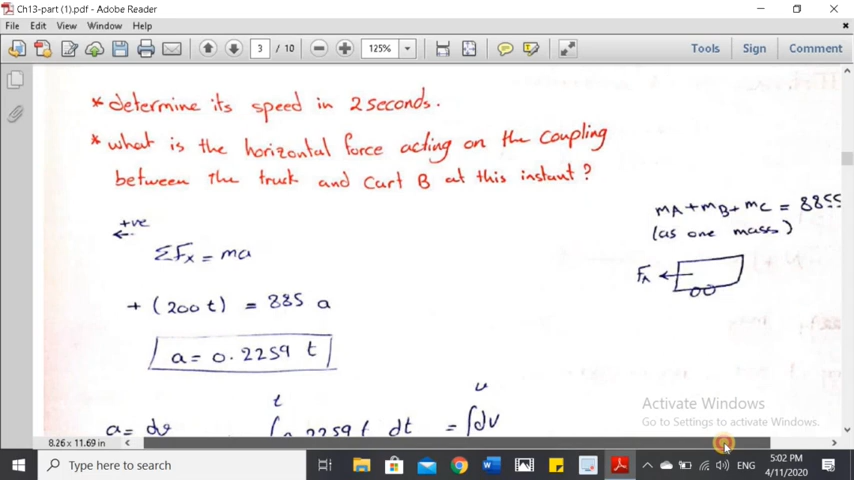 Ch13-part (1).pdf - Adobe Reader
File Edit View Window Help
3 / 10 125% Tools Sign Comment
* determine its speed in 2 seconds.
* what is the horizontal force acting on the coupling
between The truck and Cart B at this instant?
mA+mB+mC = 8855
(as one mass)
+ve
←
ΣFx = ma
FA
+ (200t) = 885 a
a = 0.2259 t
t
u
a = dv
∫0.2259 t dt = ∫dv
Activate Windows
Go to Settings to activate Windows.
8.26 x 11.69 in
Type here to search
ENG
5:02 PM
4/11/2020